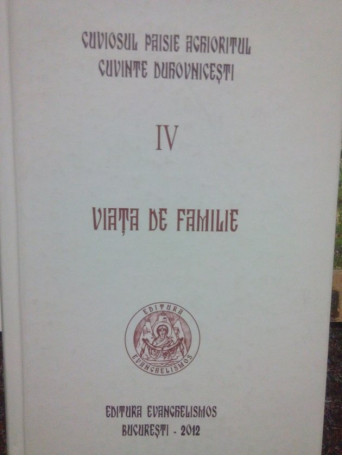 CUVIOSUL PAISIE AGHIORITUL
CUVINTE DUHOVNICEȘTI
IV
VIAȚA DE FAMILIE
EDITURA
EVANGHELISMOS
EDITURA EVANGHELISMOS
BUCUREȘTI - 2012